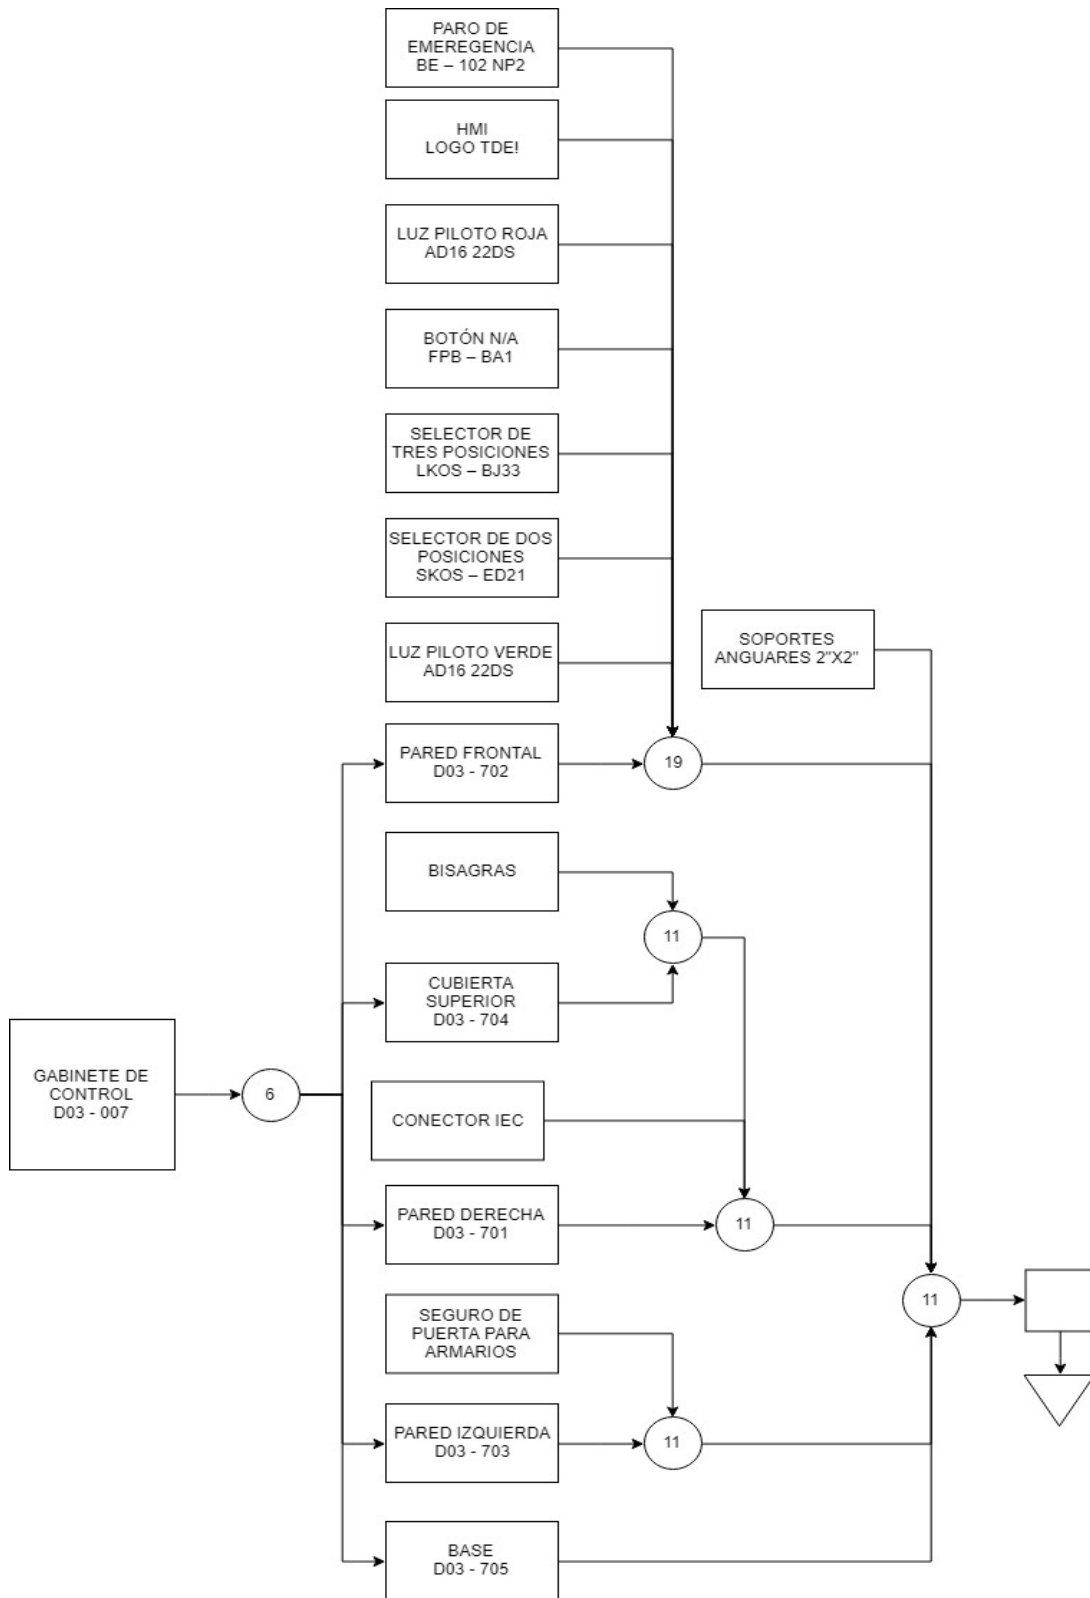 PARO DE
EMEREGENCIA
BE – 102 NP2
HMI
LOGO TDE!
LUZ PILOTO ROJA
AD16 22DS
BOTÓN N/A
FPB – BA1
SELECTOR DE
TRES POSICIONES
LKOS – BJ33
SELECTOR DE DOS
POSICIONES
SKOS – ED21
SOPORTES
ANGUARES 2"X2"
LUZ PILOTO VERDE
AD16 22DS
PARED FRONTAL
D03 - 702
19
BISAGRAS
11
CUBIERTA
SUPERIOR
D03 - 704
GABINETE DE
CONTROL
D03 - 007
6
CONECTOR IEC
PARED DERECHA
D03 - 701
11
SEGURO DE
PUERTA PARA
ARMARIOS
11
PARED IZQUIERDA
D03 - 703
11
BASE
D03 - 705